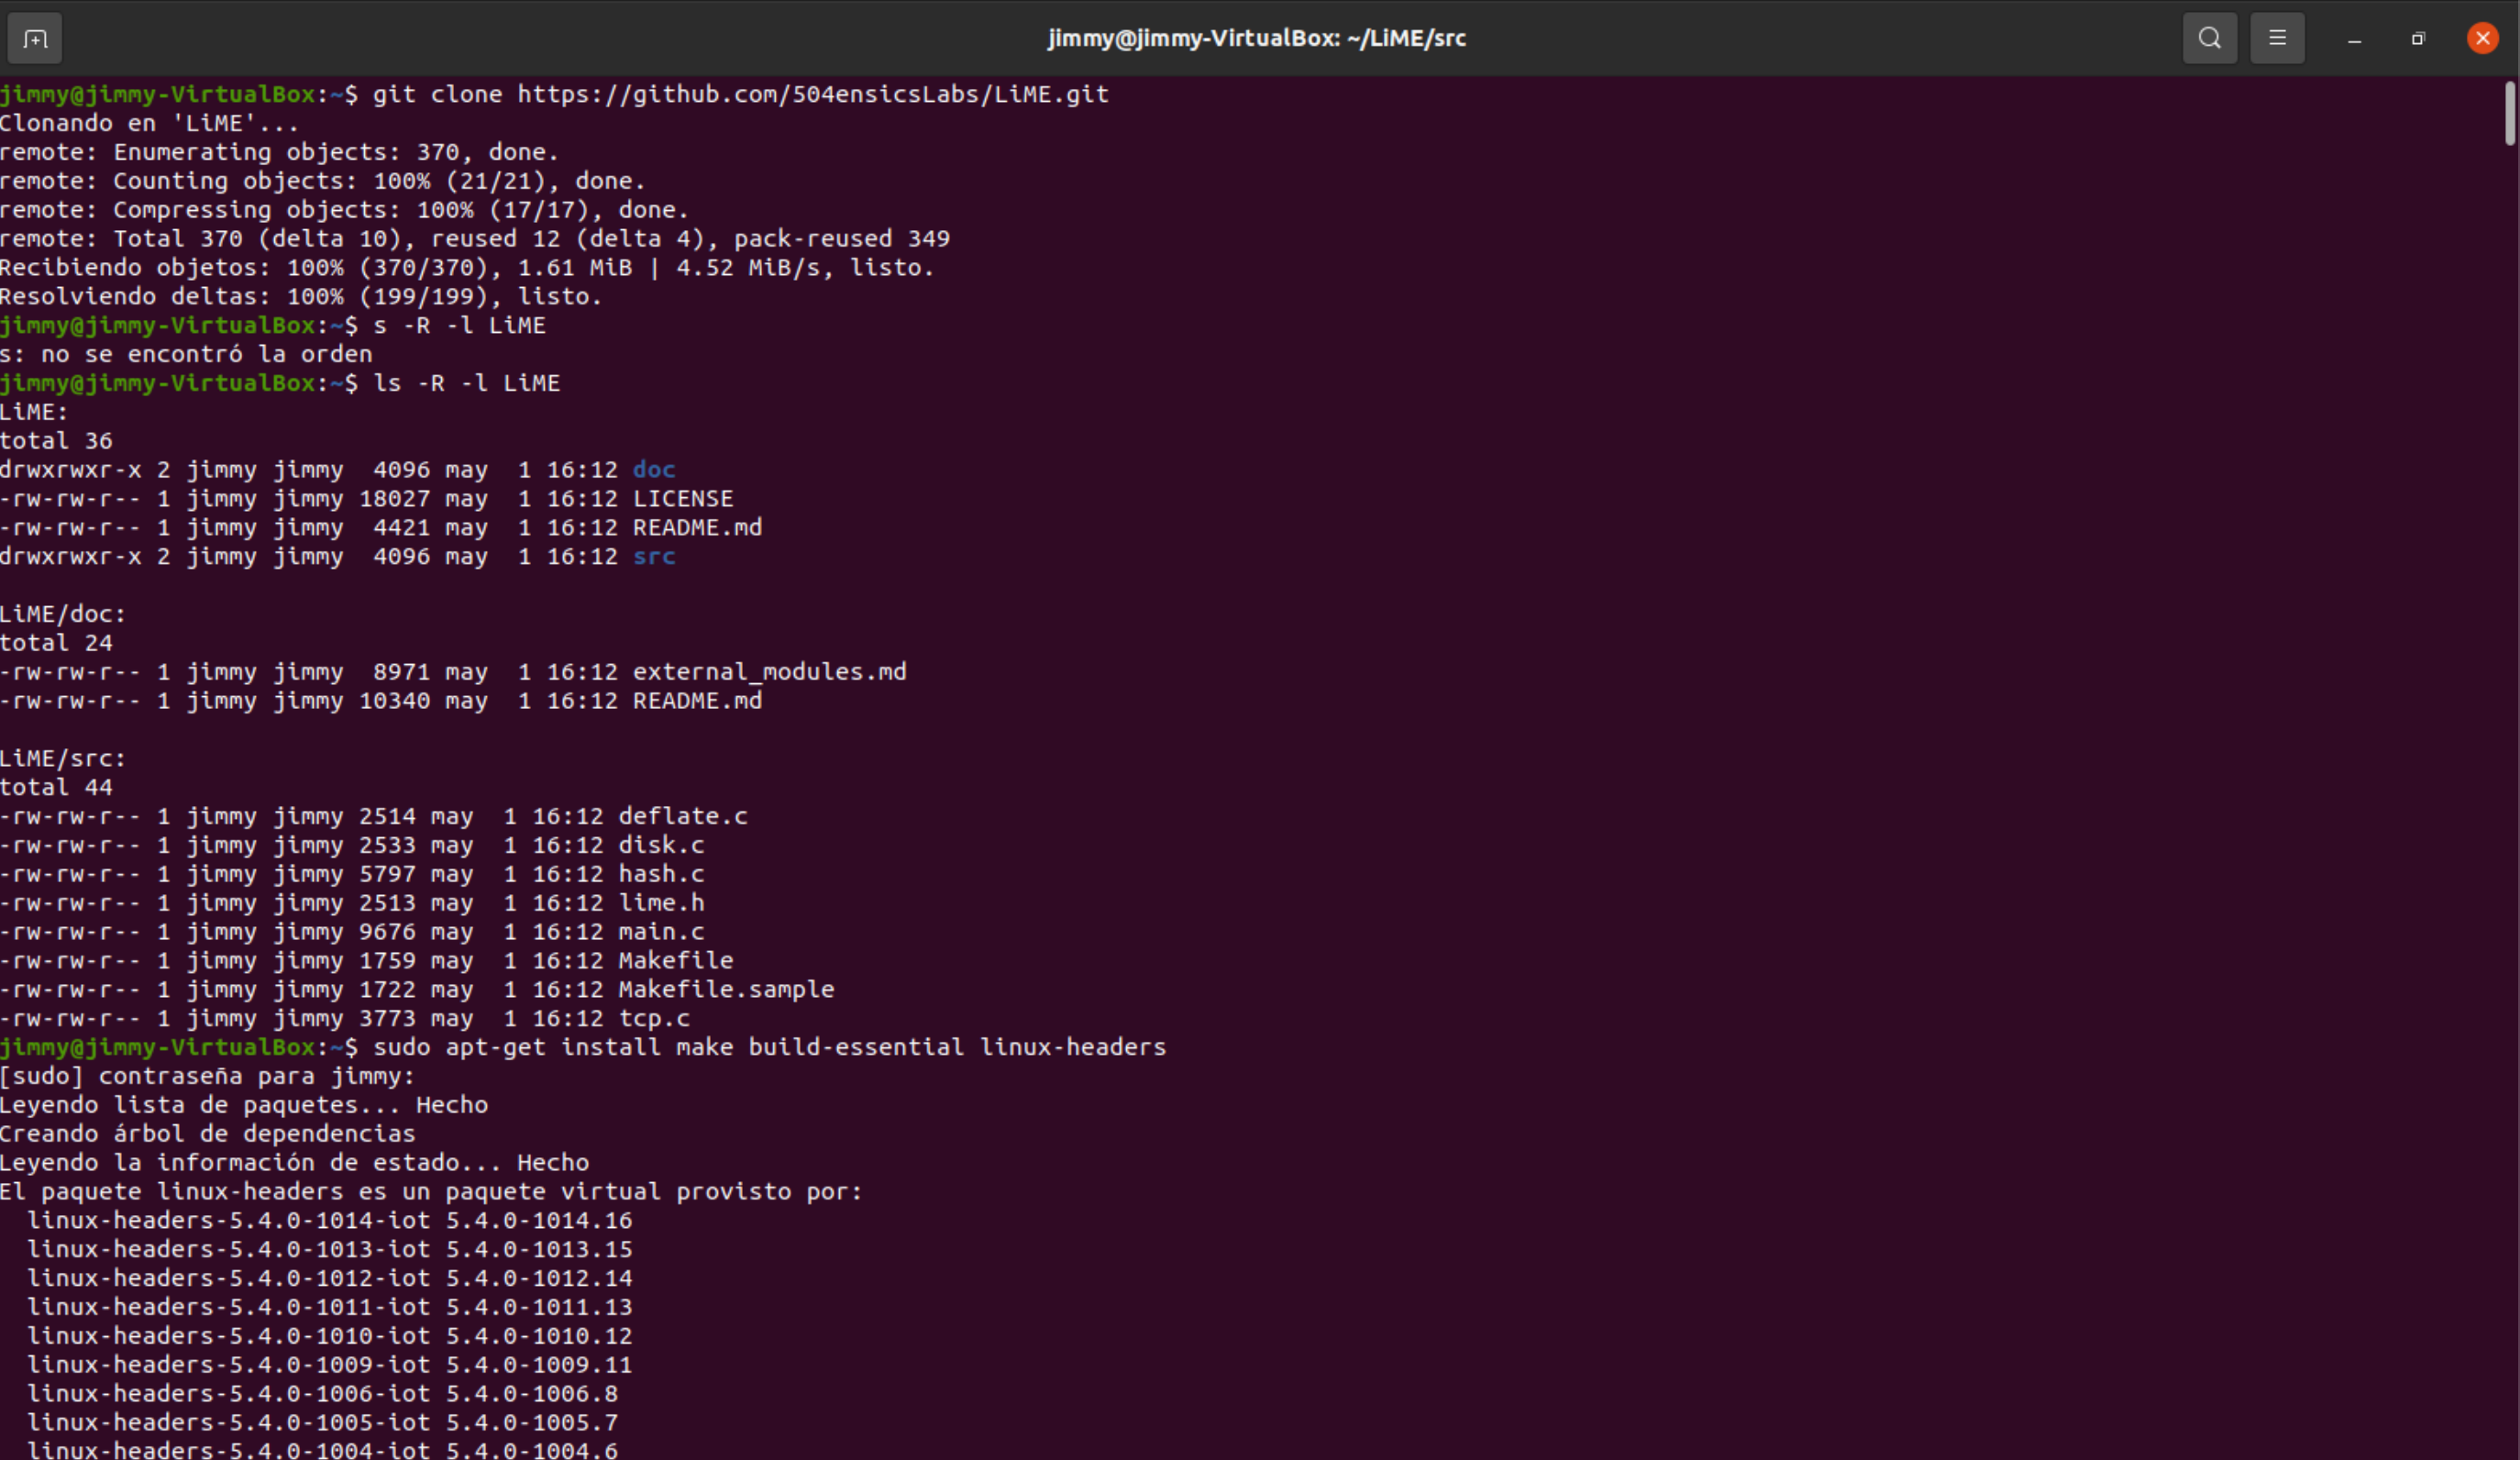 jimmy@jimmy-VirtualBox: ~/LiME/src
jimmy@jimmy-VirtualBox:~$ git clone https://github.com/504ensicsLabs/LiME.git
Clonando en 'LiME'...
remote: Enumerating objects: 370, done.
remote: Counting objects: 100% (21/21), done.
remote: Compressing objects: 100% (17/17), done.
remote: Total 370 (delta 10), reused 12 (delta 4), pack-reused 349
Recibiendo objetos: 100% (370/370), 1.61 MiB | 4.52 MiB/s, listo.
Resolviendo deltas: 100% (199/199), listo.
jimmy@jimmy-VirtualBox:~$ s -R -l LiME
s: no se encontró la orden
jimmy@jimmy-VirtualBox:~$ ls -R -l LiME
LiME:
total 36
drwxrwxr-x 2 jimmy jimmy  4096 may  1 16:12 doc
-rw-rw-r-- 1 jimmy jimmy 18027 may  1 16:12 LICENSE
-rw-rw-r-- 1 jimmy jimmy  4421 may  1 16:12 README.md
drwxrwxr-x 2 jimmy jimmy  4096 may  1 16:12 src
LiME/doc:
total 24
-rw-rw-r-- 1 jimmy jimmy  8971 may  1 16:12 external_modules.md
-rw-rw-r-- 1 jimmy jimmy 10340 may  1 16:12 README.md
LiME/src:
total 44
-rw-rw-r-- 1 jimmy jimmy 2514 may  1 16:12 deflate.c
-rw-rw-r-- 1 jimmy jimmy 2533 may  1 16:12 disk.c
-rw-rw-r-- 1 jimmy jimmy 5797 may  1 16:12 hash.c
-rw-rw-r-- 1 jimmy jimmy 2513 may  1 16:12 lime.h
-rw-rw-r-- 1 jimmy jimmy 9676 may  1 16:12 main.c
-rw-rw-r-- 1 jimmy jimmy 1759 may  1 16:12 Makefile
-rw-rw-r-- 1 jimmy jimmy 1722 may  1 16:12 Makefile.sample
-rw-rw-r-- 1 jimmy jimmy 3773 may  1 16:12 tcp.c
jimmy@jimmy-VirtualBox:~$ sudo apt-get install make build-essential linux-headers
[sudo] contraseña para jimmy:
Leyendo lista de paquetes... Hecho
Creando árbol de dependencias
Leyendo la información de estado... Hecho
El paquete linux-headers es un paquete virtual provisto por:
  linux-headers-5.4.0-1014-iot 5.4.0-1014.16
  linux-headers-5.4.0-1013-iot 5.4.0-1013.15
  linux-headers-5.4.0-1012-iot 5.4.0-1012.14
  linux-headers-5.4.0-1011-iot 5.4.0-1011.13
  linux-headers-5.4.0-1010-iot 5.4.0-1010.12
  linux-headers-5.4.0-1009-iot 5.4.0-1009.11
  linux-headers-5.4.0-1006-iot 5.4.0-1006.8
  linux-headers-5.4.0-1005-iot 5.4.0-1005.7
  linux-headers-5.4.0-1004-iot 5.4.0-1004.6